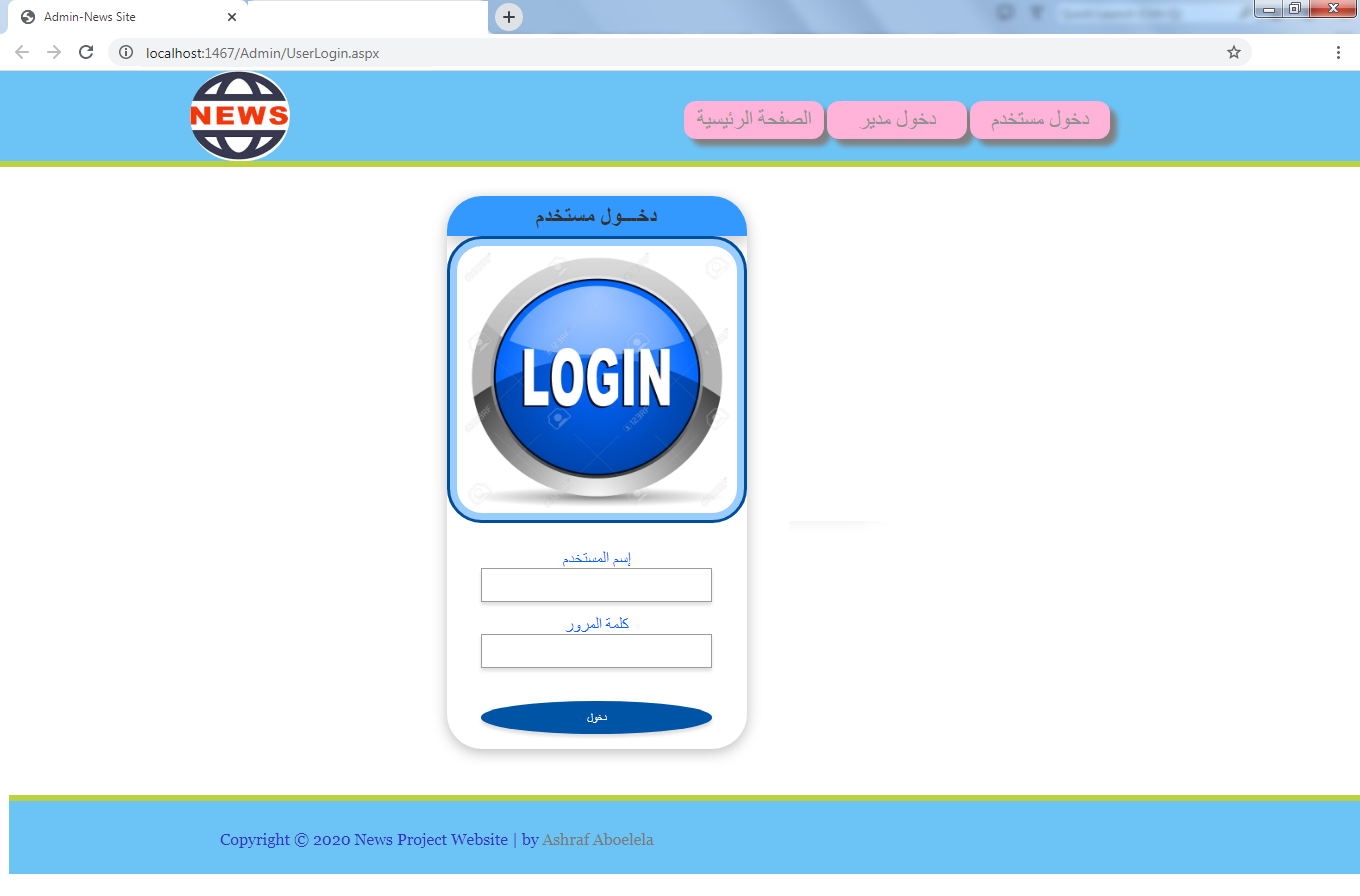 Admin-News Site
localhost:1467/Admin/UserLogin.aspx
NEWS
دخول مستخدم
دخول مدير
الصفحة الرئيسية
دخـــول مستخدم
LOGIN
إسم المستخدم
كلمة المرور
دخول
Copyright © 2020 News Project Website | by Ashraf Aboelela